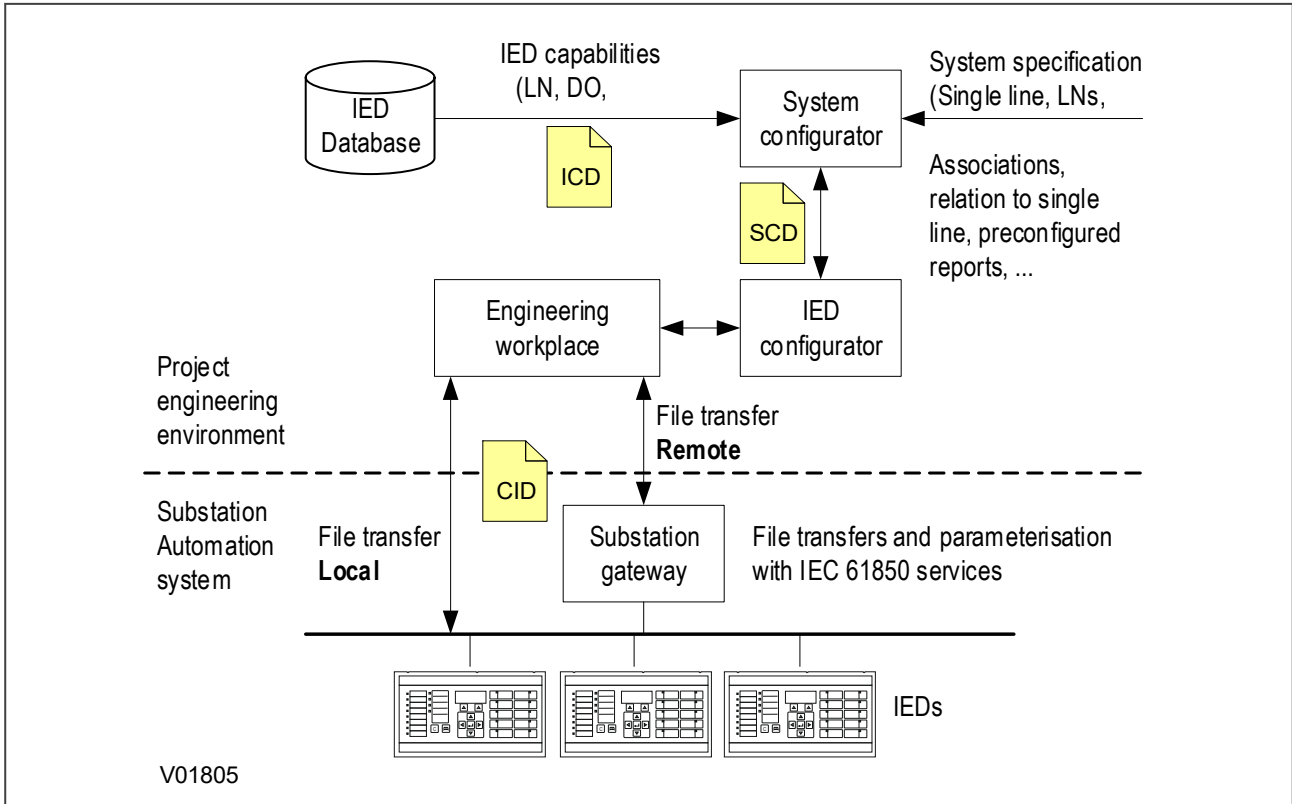 IED capabilities
(LN, DO,
System specification
(Single line, LNs,
IED
Database
System
configurator
ICD
Associations,
relation to single
line, preconfigured
reports, ...
SCD
Engineering
workplace
IED
configurator
Project
engineering
environment
File transfer
Remote
CID
Substation
Automation
system
File transfer
Local
Substation
gateway
File transfers and parameterisation
with IEC 61850 services
IEDs
V01805